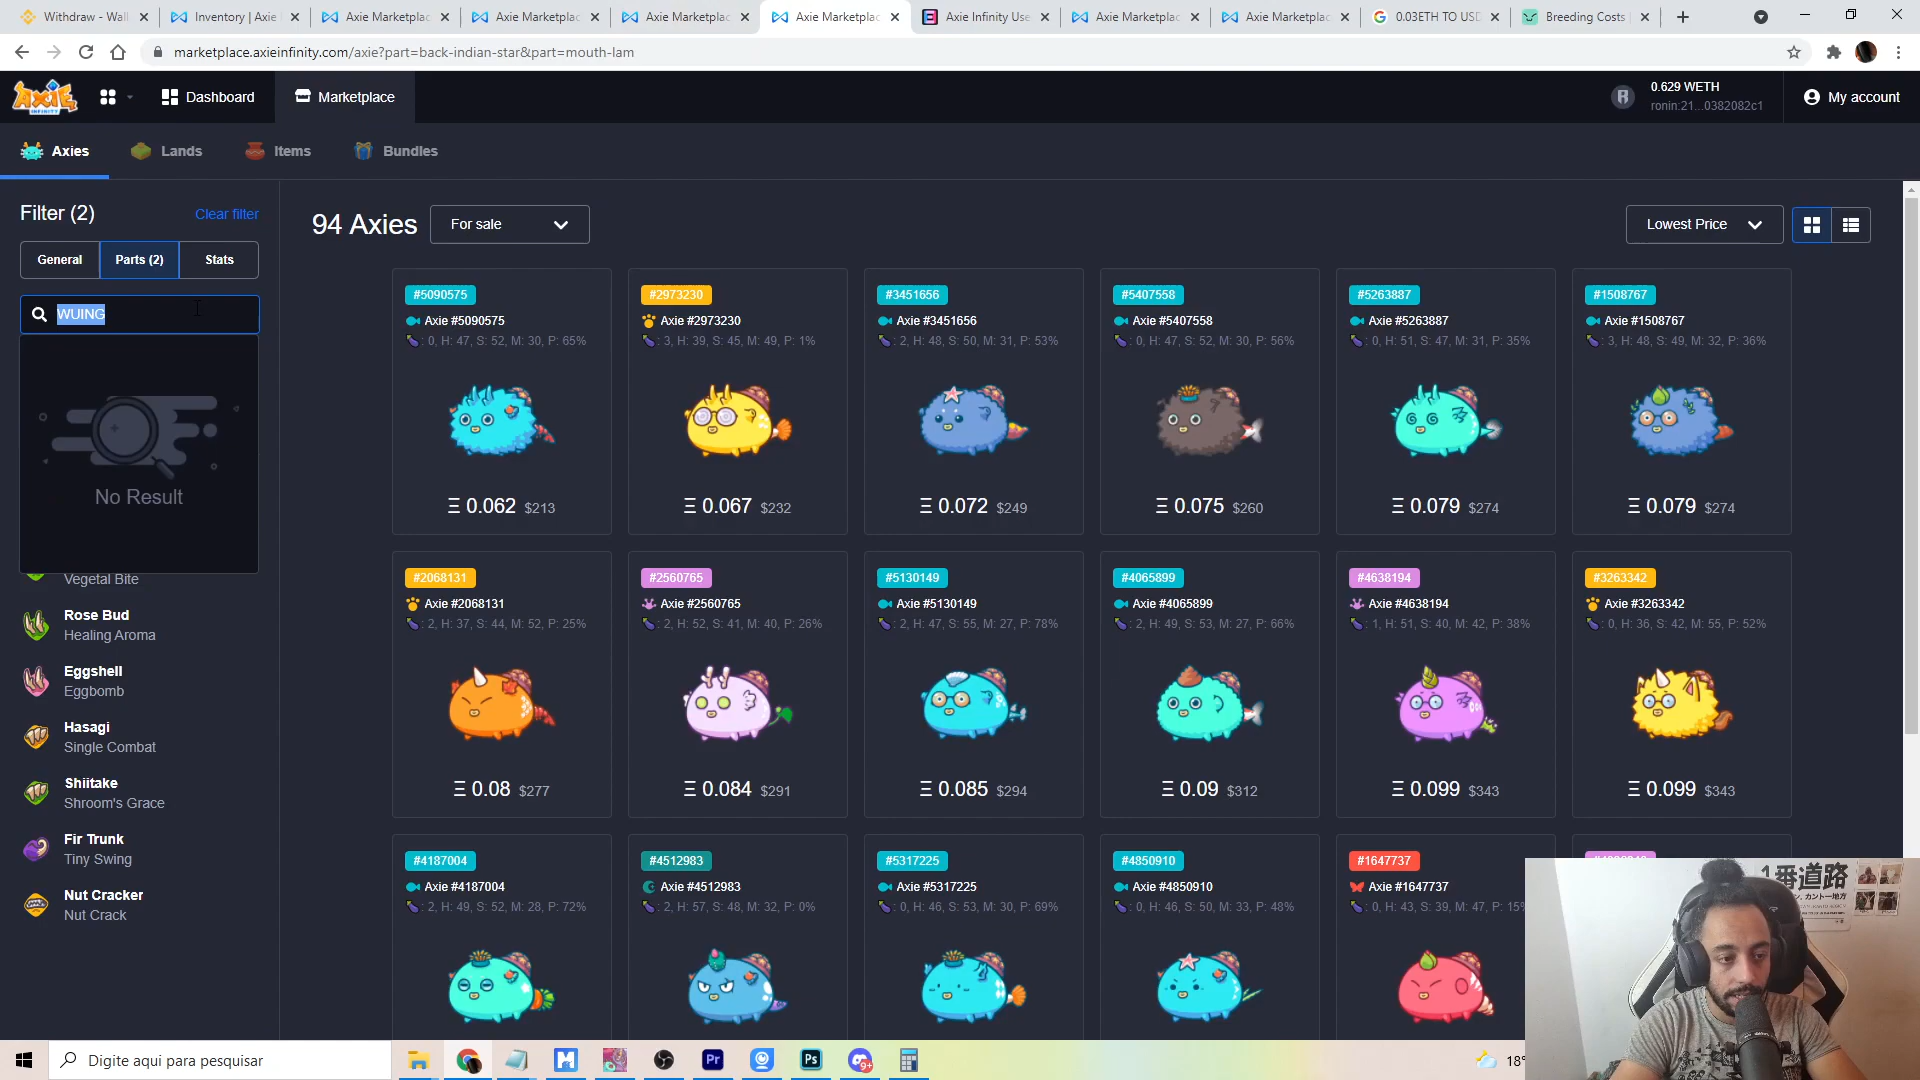 Withdraw - Wall
Inventory | Axie
Axie Marketplac
Axie Marketplac
Axie Marketplac
Axie Marketplac
Axie Infinity Use
Axie Marketplac
Axie Marketplac
0.03ETH TO USD
Breeding Costs
marketplace.axieinfinity.com/axie?part=back-indian-star&part=mouth-lam
AXIE
INFINITY
Dashboard
Marketplace
0.629 WETH
ronin:21...0382082c1
My account
Axies
Lands
Items
Bundles
Filter (2)
Clear filter
General
Parts (2)
Stats
WUING
No Result
Vegetal Bite
Rose Bud
Healing Aroma
Eggshell
Eggbomb
Hasagi
Single Combat
Shiitake
Shroom's Grace
Fir Trunk
Tiny Swing
Nut Cracker
Nut Crack
94 Axies
For sale
Lowest Price
#5090575
Axie #5090575
: 0, H: 47, S: 52, M: 30, P: 65%
Ξ 0.062 $213
#2973230
Axie #2973230
: 3, H: 39, S: 45, M: 49, P: 1%
Ξ 0.067 $232
#3451656
Axie #3451656
: 2, H: 48, S: 50, M: 31, P: 53%
Ξ 0.072 $249
#5407558
Axie #5407558
: 0, H: 47, S: 52, M: 30, P: 56%
Ξ 0.075 $260
#5263887
Axie #5263887
: 0, H: 51, S: 47, M: 31, P: 35%
Ξ 0.079 $274
#1508767
Axie #1508767
: 3, H: 48, S: 49, M: 32, P: 36%
Ξ 0.079 $274
#2068131
Axie #2068131
: 2, H: 37, S: 44, M: 52, P: 25%
Ξ 0.08 $277
#2560765
Axie #2560765
: 2, H: 52, S: 41, M: 40, P: 26%
Ξ 0.084 $291
#5130149
Axie #5130149
: 2, H: 47, S: 55, M: 27, P: 78%
Ξ 0.085 $294
#4065899
Axie #4065899
: 2, H: 49, S: 53, M: 27, P: 66%
Ξ 0.09 $312
#4638194
Axie #4638194
: 1, H: 51, S: 40, M: 42, P: 38%
Ξ 0.099 $343
#3263342
Axie #3263342
: 0, H: 36, S: 42, M: 55, P: 52%
Ξ 0.099 $343
#4187004
Axie #4187004
: 2, H: 49, S: 52, M: 28, P: 72%
#4512983
Axie #4512983
: 2, H: 57, S: 48, M: 32, P: 0%
#5317225
Axie #5317225
: 0, H: 46, S: 53, M: 30, P: 69%
#4850910
Axie #4850910
: 0, H: 46, S: 50, M: 33, P: 48%
#1647737
Axie #1647737
: 0, H: 43, S: 39, M: 47, P: 15%
1番道路
Digite aqui para pesquisar
18°